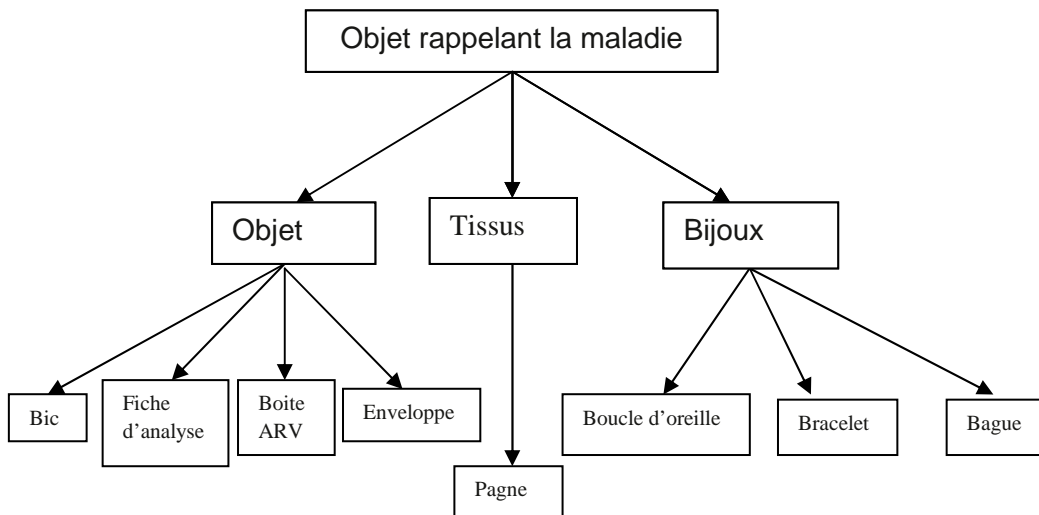 Objet rappelant la maladie
Objet
Tissus
Bijoux
Bic
Fiche
d’analyse
Boite
ARV
Enveloppe
Boucle d’oreille
Bracelet
Bague
Pagne